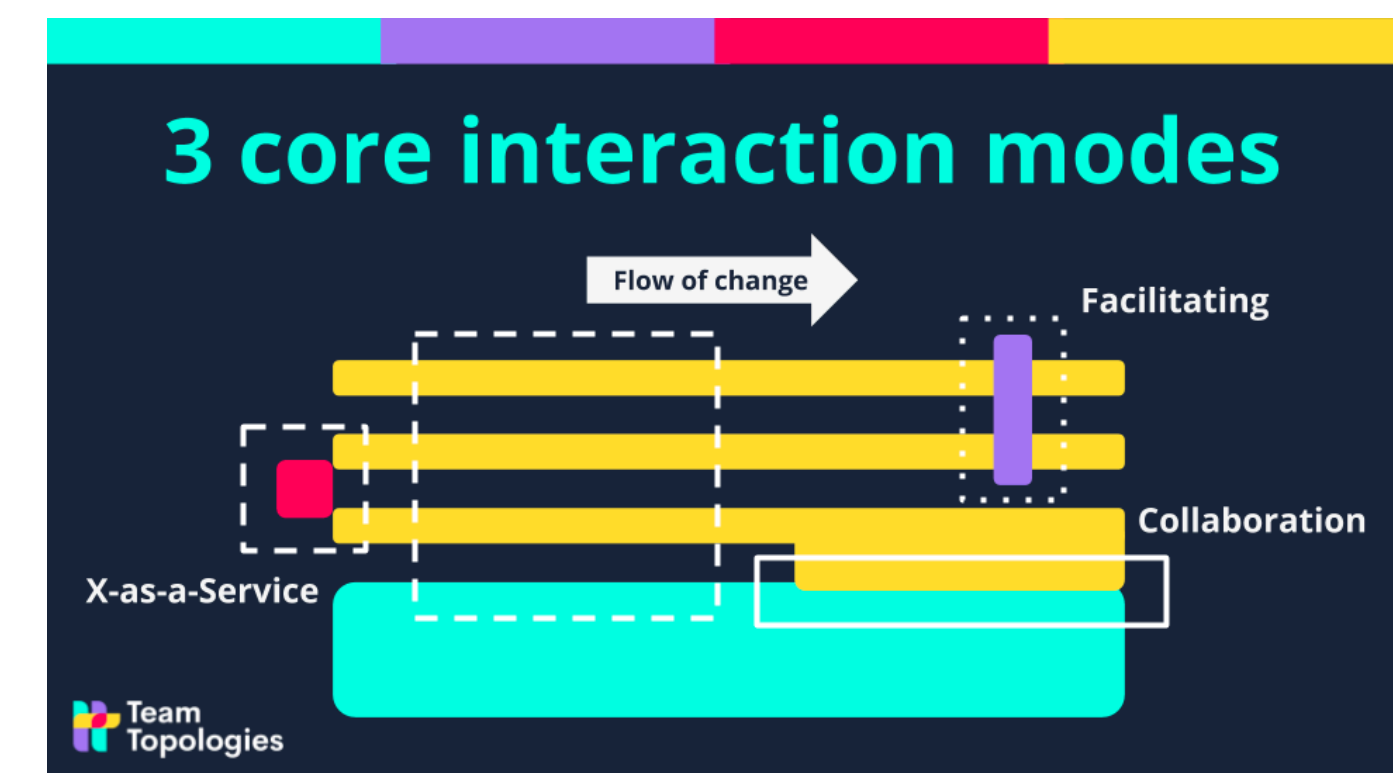 3 core interaction modes
Flow of change
Facilitating
Collaboration
X-as-a-Service
Team
Topologies